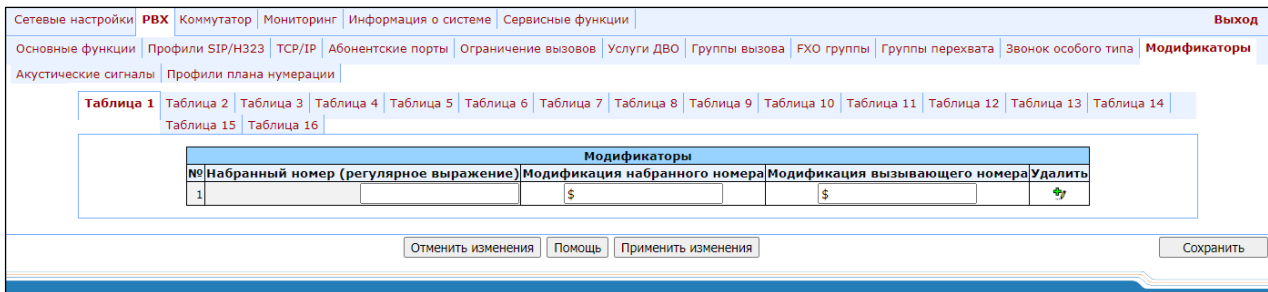 Сетевые настройки PBX Коммутатор Мониторинг Информация о системе Сервисные функции Выход
Основные функции Профили SIP/H323 TCP/IP Абонентские порты Ограничение вызовов Услуги ДВО Группы вызова FXO группы Группы перехвата Звонок особого типа Модификаторы
Акустические сигналы Профили плана нумерации
Таблица 1 Таблица 2 Таблица 3 Таблица 4 Таблица 5 Таблица 6 Таблица 7 Таблица 8 Таблица 9 Таблица 10 Таблица 11 Таблица 12 Таблица 13 Таблица 14
Таблица 15 Таблица 16
Модификаторы
№ Набранный номер (регулярное выражение) Модификация набранного номера Модификация вызывающего номера Удалить
1 $ $
Отменить изменения Помощь Применить изменения Сохранить